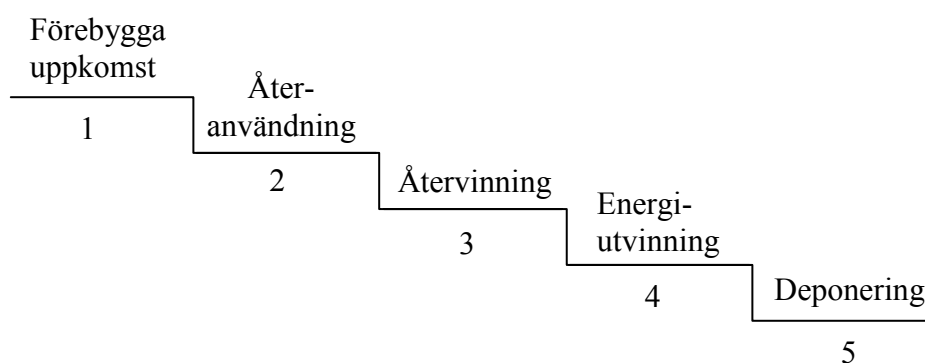 Förebygga
uppkomst
1
Åter-
användning
2
Återvinning
3
Energi-
utvinning
4
Deponering
5